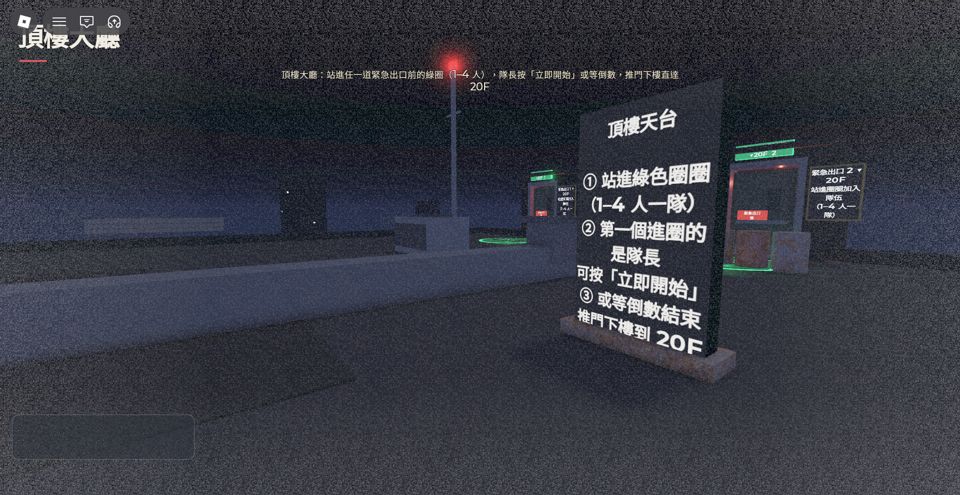 頂樓大廳
頂樓大廳：站進任一道緊急出口前的綠圈（1–4 人），隊長按「立即開始」或等倒數，推門下樓直達
20F
頂樓天台
① 站進綠色圈圈
（1–4 人一隊）
② 第一個進圈的
是隊長
可按「立即開始」
③ 或等倒數結束
推門下樓到 20F
緊急出口 2
20F
站進圈圈加入
隊伍
（1–4 人一
隊）